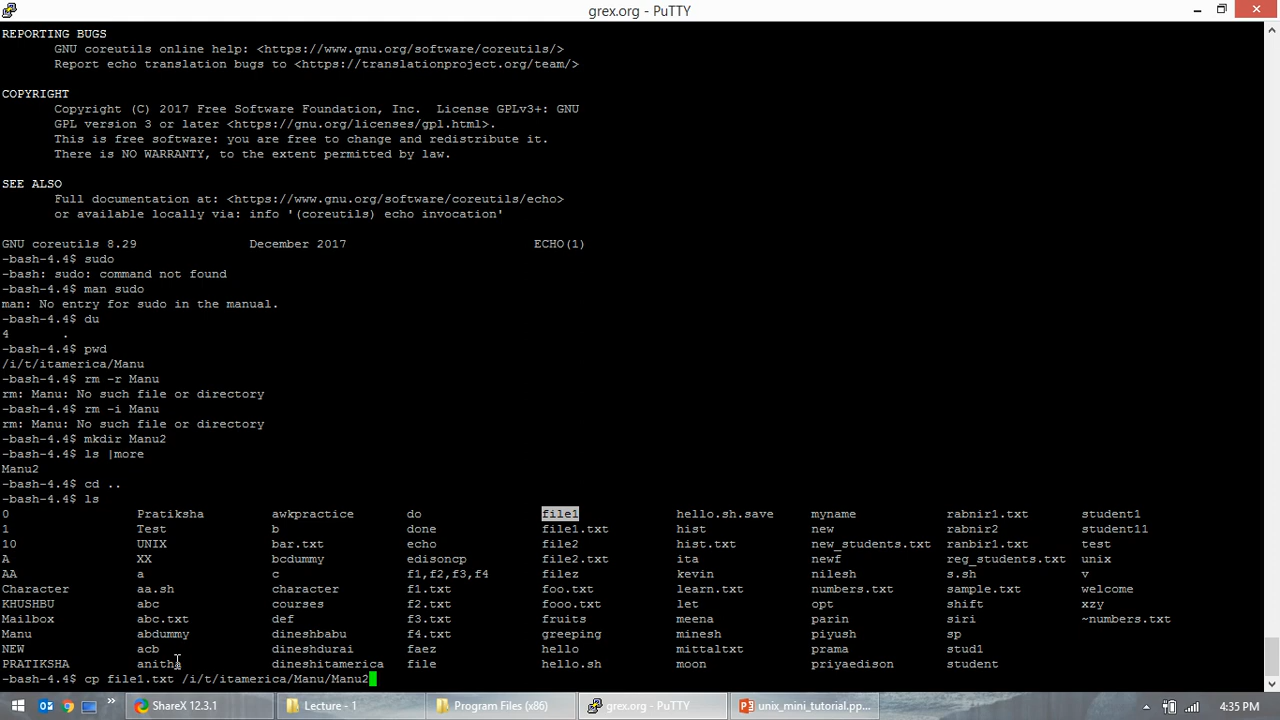 grex.org - PuTTY
REPORTING BUGS
GNU coreutils online help: <https://www.gnu.org/software/coreutils/>
Report echo translation bugs to <https://translationproject.org/team/>
COPYRIGHT
Copyright (C) 2017 Free Software Foundation, Inc.  License GPLv3+: GNU
GPL version 3 or later <https://gnu.org/licenses/gpl.html>.
This is free software: you are free to change and redistribute it.
There is NO WARRANTY, to the extent permitted by law.
SEE ALSO
Full documentation at: <https://www.gnu.org/software/coreutils/echo>
or available locally via: info '(coreutils) echo invocation'
GNU coreutils 8.29 December 2017 ECHO(1)
-bash-4.4$ sudo
-bash: sudo: command not found
-bash-4.4$ man sudo
man: No entry for sudo in the manual.
-bash-4.4$ du
4 .
-bash-4.4$ pwd
/i/t/itamerica/Manu
-bash-4.4$ rm -r Manu
rm: Manu: No such file or directory
-bash-4.4$ rm -i Manu
rm: Manu: No such file or directory
-bash-4.4$ mkdir Manu2
-bash-4.4$ ls |more
Manu2
-bash-4.4$ cd ..
-bash-4.4$ ls
0 Pratiksha awkpractice do file1 hello.sh.save myname rabnir1.txt student1
1 Test b done file1.txt hist new rabnir2 student11
10 UNIX bar.txt echo file2 hist.txt new_students.txt ranbir1.txt test
A XX bcdummy edisoncp file2.txt ita newf reg_students.txt unix
AA a c f1,f2,f3,f4 filez kevin nilesh s.sh v
Character aa.sh character f1.txt foo.txt learn.txt numbers.txt sample.txt welcome
KHUSHBU abc courses f2.txt fooo.txt let opt shift xzy
Mailbox abc.txt def f3.txt fruits meena parin siri ~numbers.txt
Manu abdummy dineshbabu f4.txt greeting minesh piyush sp
NEW acb dineshdurai faez hello mittaltxt prama stud1
PRATIKSHA anitha dineshitamerica file hello.sh moon priyaedison student
-bash-4.4$ cp file1.txt /i/t/itamerica/Manu/Manu2
ShareX 12.3.1 Lecture - 1 Program Files (x86) grex.org - PuTTY unix_mini_tutorial.pp... 4:35 PM